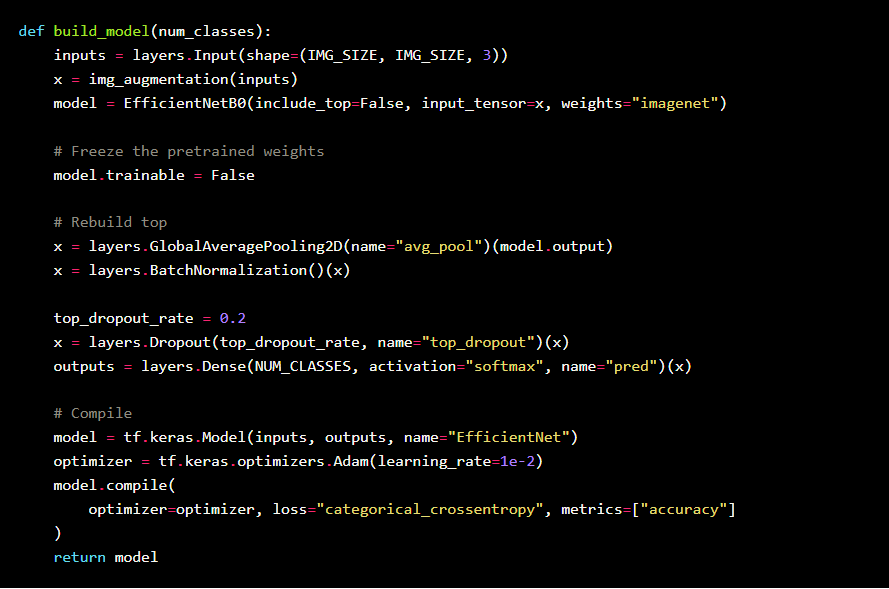 def build_model(num_classes):
    inputs = layers.Input(shape=(IMG_SIZE, IMG_SIZE, 3))
    x = img_augmentation(inputs)
    model = EfficientNetB0(include_top=False, input_tensor=x, weights="imagenet")

    # Freeze the pretrained weights
    model.trainable = False

    # Rebuild top
    x = layers.GlobalAveragePooling2D(name="avg_pool")(model.output)
    x = layers.BatchNormalization()(x)

    top_dropout_rate = 0.2
    x = layers.Dropout(top_dropout_rate, name="top_dropout")(x)
    outputs = layers.Dense(NUM_CLASSES, activation="softmax", name="pred")(x)

    # Compile
    model = tf.keras.Model(inputs, outputs, name="EfficientNet")
    optimizer = tf.keras.optimizers.Adam(learning_rate=1e-2)
    model.compile(
        optimizer=optimizer, loss="categorical_crossentropy", metrics=["accuracy"]
    )
    return model